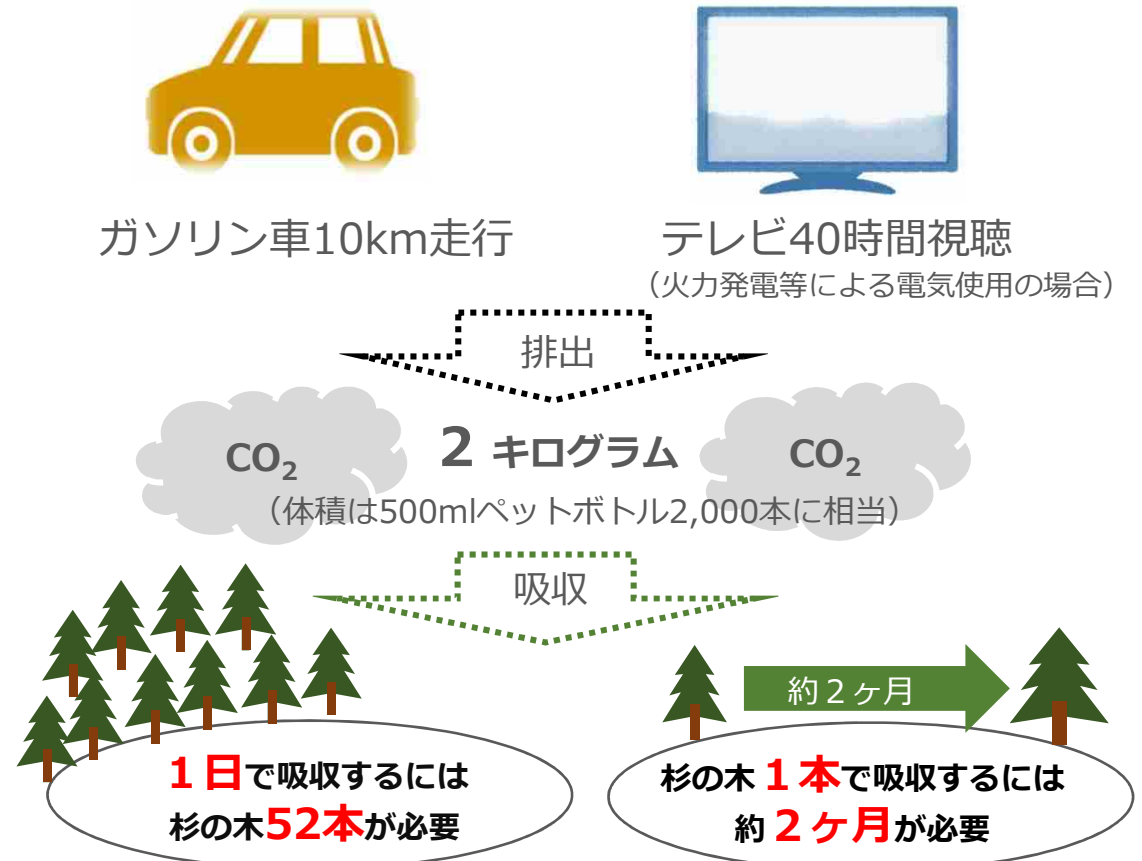 ガソリン車10km走行
テレビ40時間視聴
（火力発電等による電気使用の場合）
排出
CO₂
２ キログラム
CO₂
（体積は500mlペットボトル2,000本に相当）
吸収
約２ヶ月
１日で吸収するには
杉の木52本が必要
杉の木１本で吸収するには
約２ヶ月が必要